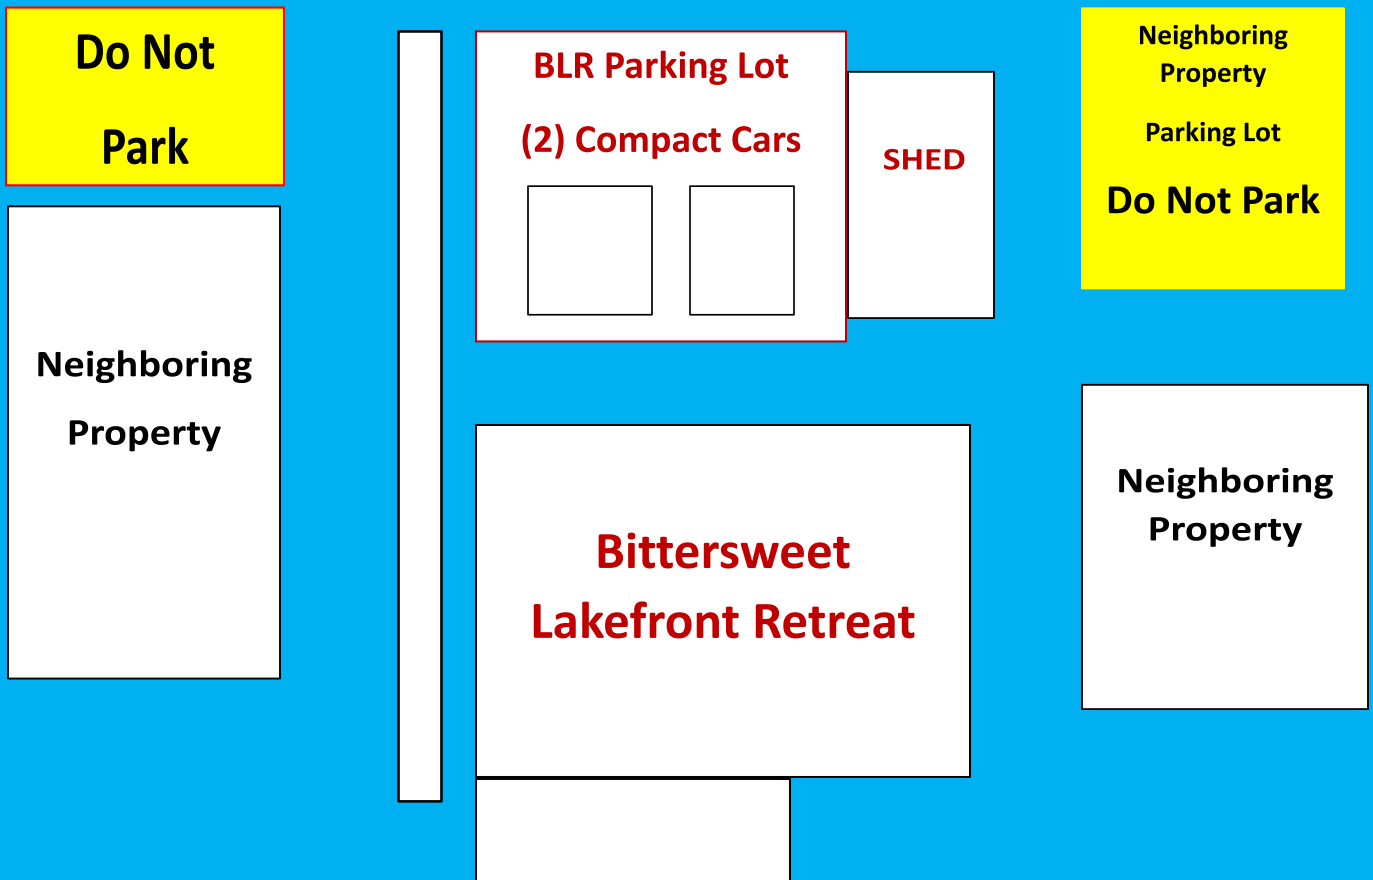 Do Not
Park
Neighboring
Property
BLR Parking Lot
(2) Compact Cars
SHED
Neighboring
Property
Parking Lot
Do Not Park
Bittersweet
Lakefront Retreat
Neighboring
Property